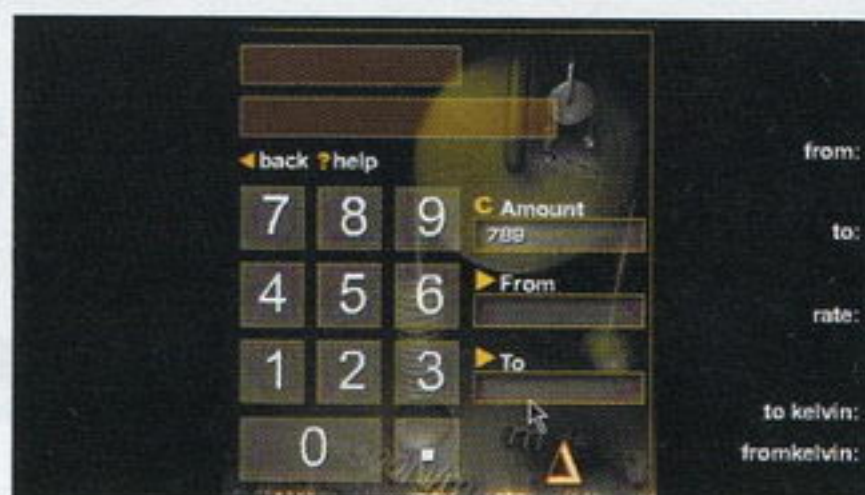 ◀ back ? help
7 8 9
C Amount
789
4 5 6
▶ From
1 2 3
▶ To
0 .
Δ
from:
to:
rate:
to kelvin:
fromkelvin: